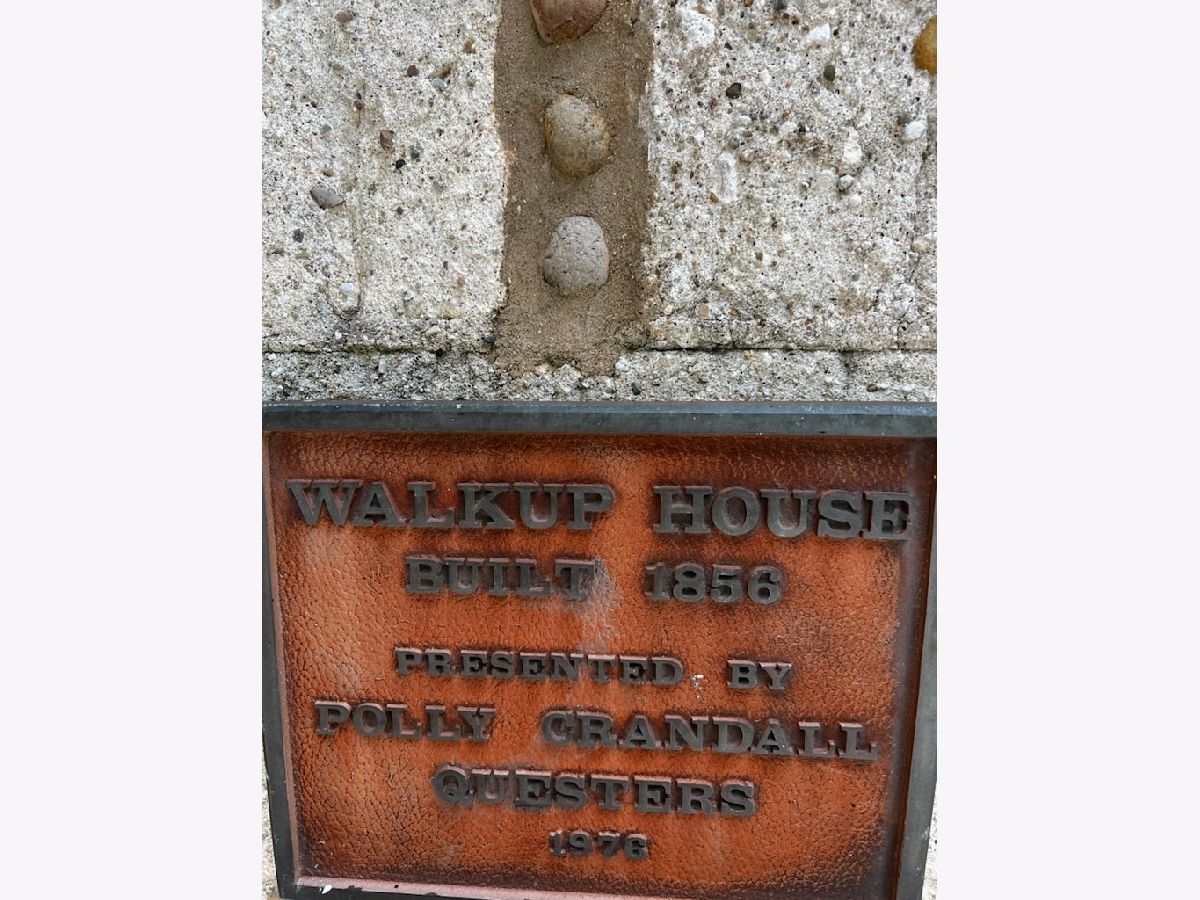 WALKUP HOUSE
BUILT 1856
PRESENTED BY
POLLY CRANDALL
QUESTERS
1976